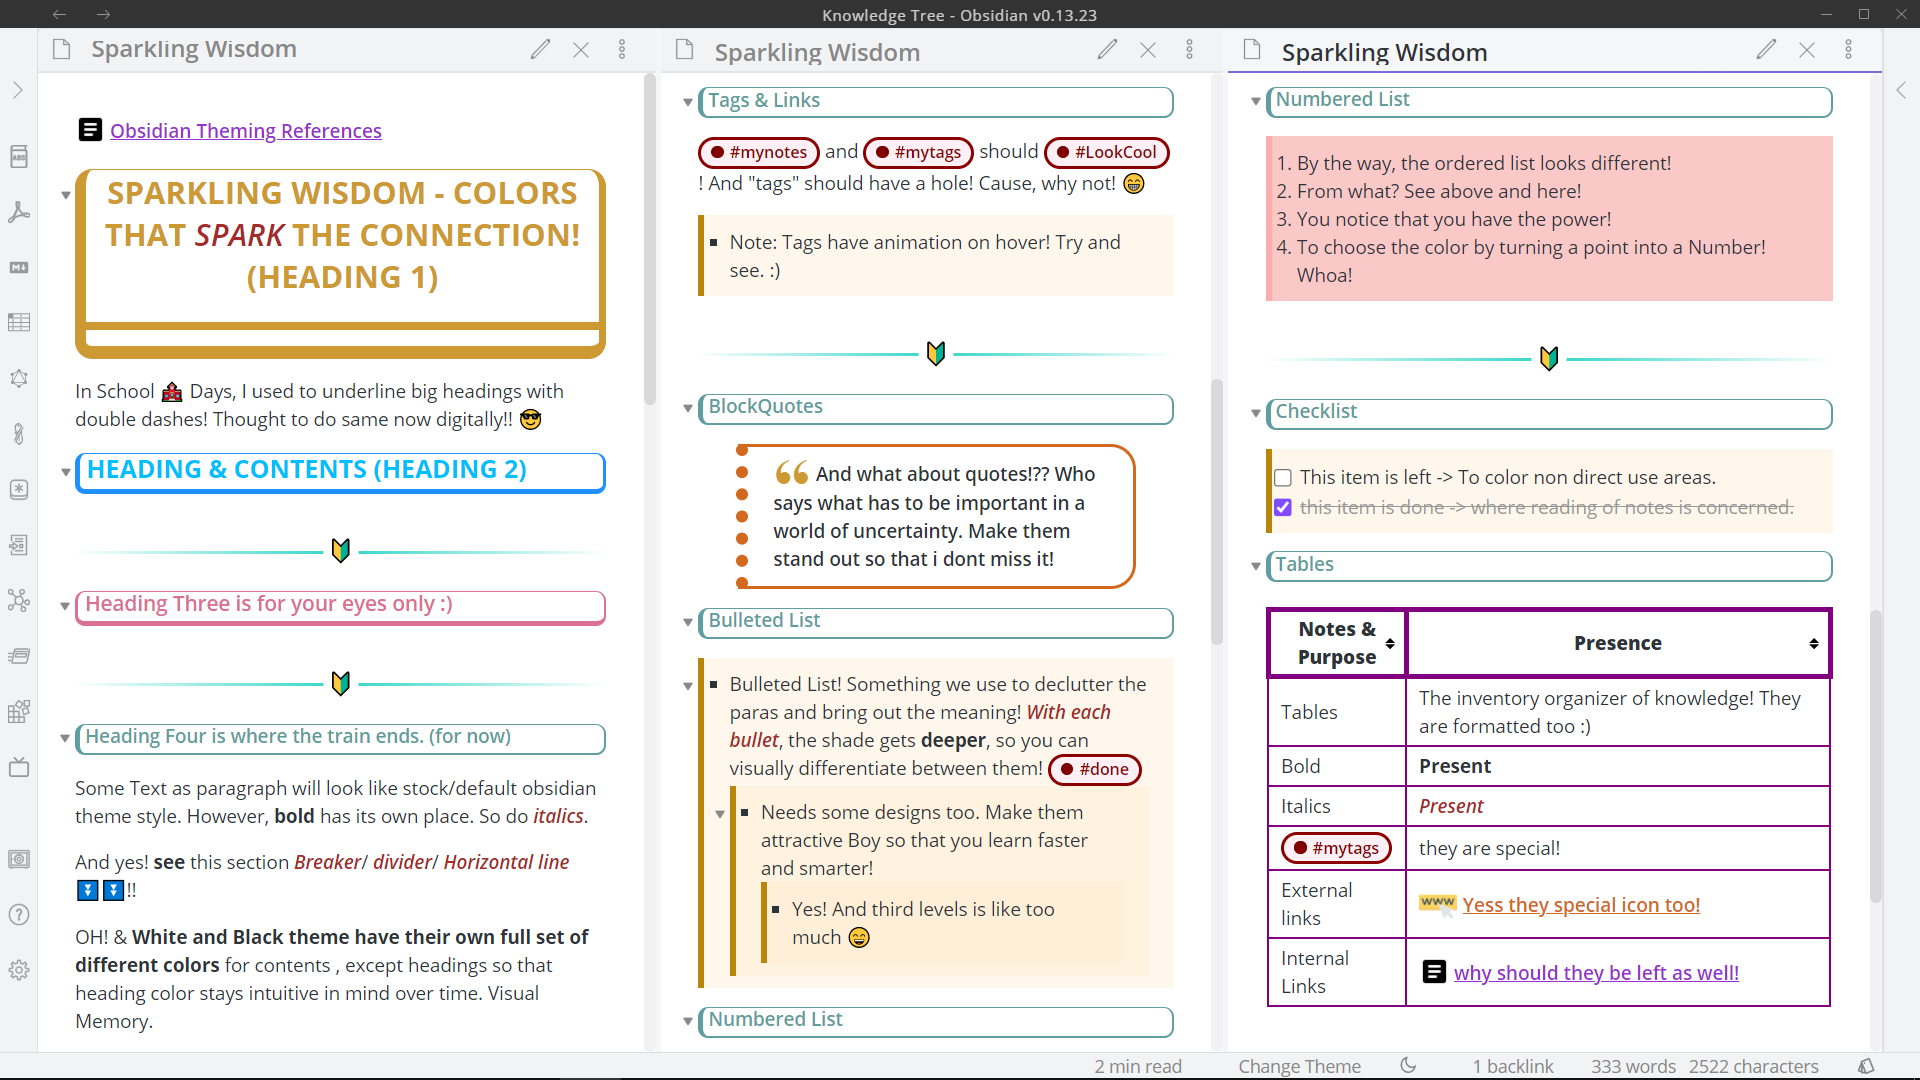 Knowledge Tree - Obsidian v0.13.23
Sparkling Wisdom
Obsidian Theming References
SPARKLING WISDOM - COLORS
THAT SPARK THE CONNECTION!
(HEADING 1)
In School 🏫 Days, I used to underline big headings with
double dashes! Thought to do same now digitally!! 😎
HEADING & CONTENTS (HEADING 2)
Heading Three is for your eyes only :)
Heading Four is where the train ends. (for now)
Some Text as paragraph will look like stock/default obsidian
theme style. However, bold has its own place. So do italics.
And yes! see this section Breaker/ divider/ Horizontal line
⏬ ⏬!!
OH! & White and Black theme have their own full set of
different colors for contents , except headings so that
heading color stays intuitive in mind over time. Visual
Memory.
Sparkling Wisdom
Tags & Links
#mynotes and #mytags should #LookCool
! And "tags" should have a hole! Cause, why not! 😁
Note: Tags have animation on hover! Try and
see. :)
BlockQuotes
And what about quotes!?? Who
says what has to be important in a
world of uncertainty. Make them
stand out so that i dont miss it!
Bulleted List
Bulleted List! Something we use to declutter the
paras and bring out the meaning! With each
bullet, the shade gets deeper, so you can
visually differentiate between them! #done
Needs some designs too. Make them
attractive Boy so that you learn faster
and smarter!
Yes! And third levels is like too
much 😄
Numbered List
Sparkling Wisdom
Numbered List
1. By the way, the ordered list looks different!
2. From what? See above and here!
3. You notice that you have the power!
4. To choose the color by turning a point into a Number!
Whoa!
Checklist
This item is left -> To color non direct use areas.
this item is done -> where reading of notes is concerned.
Tables
Notes &
Purpose
Presence
Tables
The inventory organizer of knowledge! They
are formatted too :)
Bold
Present
Italics
Present
#mytags
they are special!
External
links
WWW
Yess they special icon too!
Internal
Links
why should they be left as well!
2 min read
Change Theme
1 backlink
333 words
2522 characters